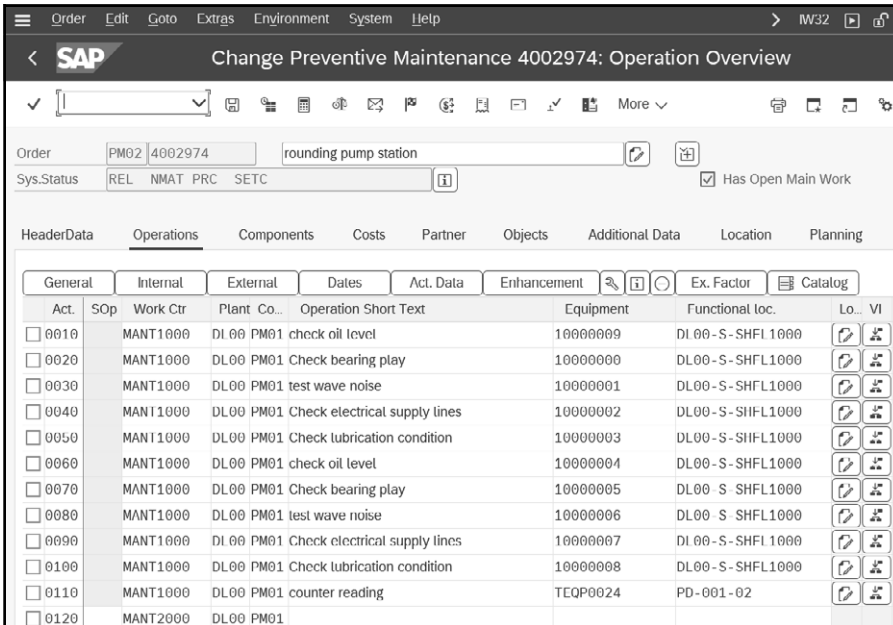 Order Edit Goto Extras Environment System Help IW32
SAP Change Preventive Maintenance 4002974: Operation Overview
More
Order PM02 4002974 rounding pump station
Sys.Status REL NMAT PRC SETC Has Open Main Work
HeaderData Operations Components Costs Partner Objects Additional Data Location Planning
General Internal External Dates Act. Data Enhancement Ex. Factor Catalog
Act. SOp Work Ctr Plant Co... Operation Short Text Equipment Functional loc. Lo... VI
0010 MANT1000 DL00 PM01 check oil level 10000009 DL00-S-SHFL1000
0020 MANT1000 DL00 PM01 Check bearing play 10000000 DL00-S-SHFL1000
0030 MANT1000 DL00 PM01 test wave noise 10000001 DL00-S-SHFL1000
0040 MANT1000 DL00 PM01 Check electrical supply lines 10000002 DL00-S-SHFL1000
0050 MANT1000 DL00 PM01 Check lubrication condition 10000003 DL00-S-SHFL1000
0060 MANT1000 DL00 PM01 check oil level 10000004 DL00-S-SHFL1000
0070 MANT1000 DL00 PM01 Check bearing play 10000005 DL00-S-SHFL1000
0080 MANT1000 DL00 PM01 test wave noise 10000006 DL00-S-SHFL1000
0090 MANT1000 DL00 PM01 Check electrical supply lines 10000007 DL00-S-SHFL1000
0100 MANT1000 DL00 PM01 Check lubrication condition 10000008 DL00-S-SHFL1000
0110 MANT1000 DL00 PM01 counter reading TEQP0024 PD-001-02
0120 MANT2000 DL00 PM01